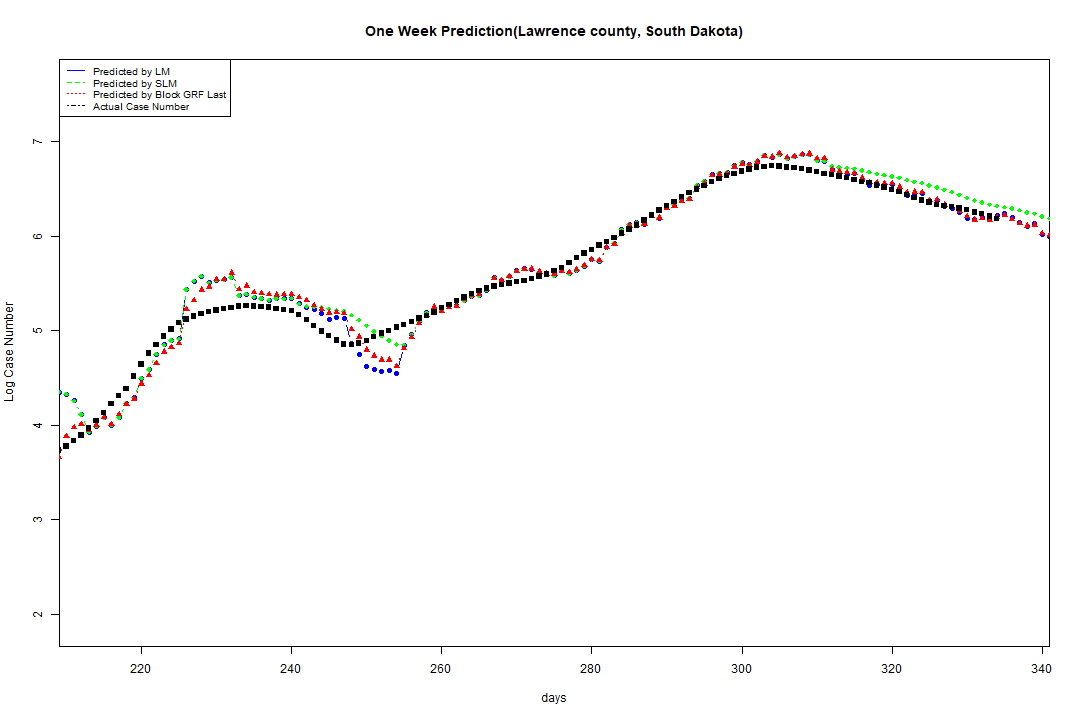 One Week Prediction(Lawrence county, South Dakota)
Predicted by LM
Predicted by SLM
Predicted by Block GRF Last
Actual Case Number
7
6
5
4
3
2
Log Case Number
220 240 260 280 300 320 340
days